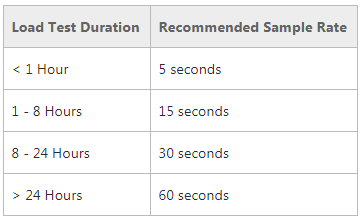 Load Test Duration Recommended Sample Rate
< 1 Hour 5 seconds
1 - 8 Hours 15 seconds
8 - 24 Hours 30 seconds
> 24 Hours 60 seconds